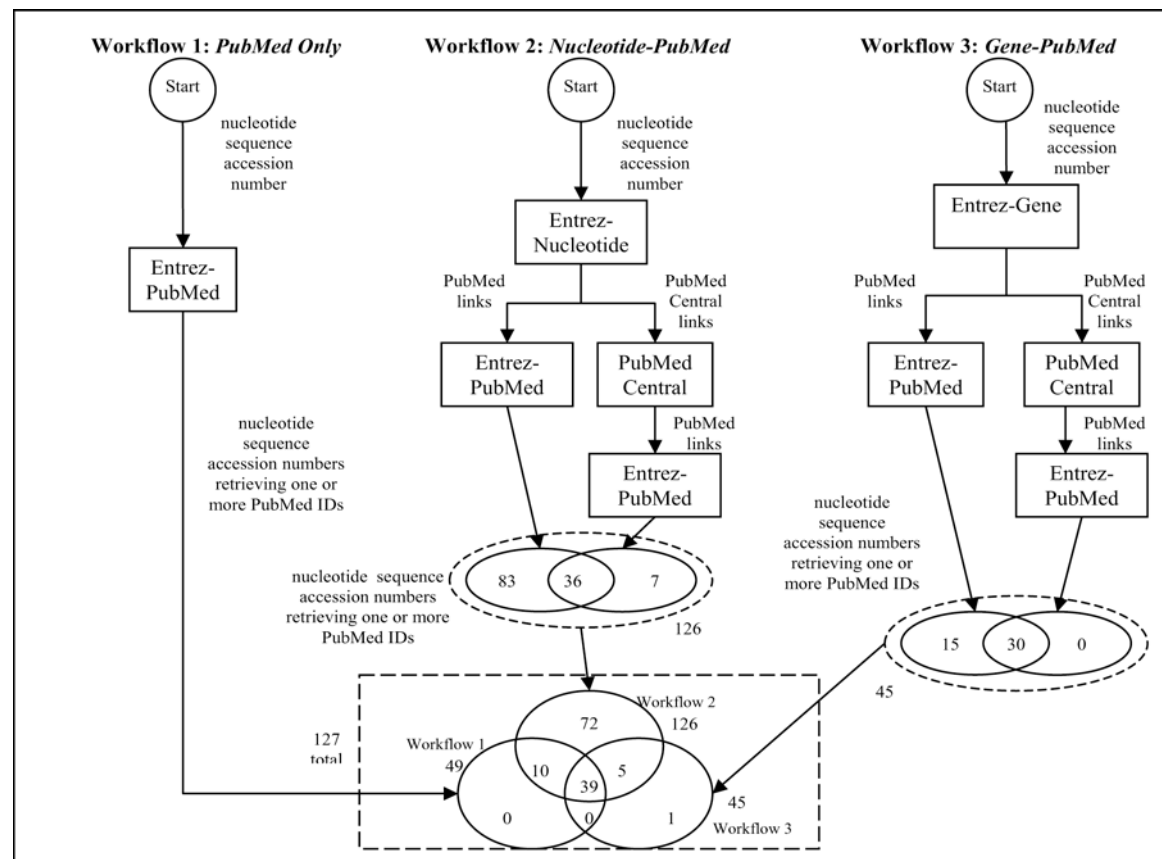 Workflow 1: PubMed Only
Start
nucleotide
sequence
accession
number
Entrez-
PubMed
nucleotide
sequence
accession numbers
retrieving one or
more PubMed IDs
Workflow 2: Nucleotide-PubMed
Start
nucleotide
sequence
accession
number
Entrez-
Nucleotide
PubMed
links
PubMed
Central
links
Entrez-
PubMed
PubMed
Central
PubMed
links
Entrez-
PubMed
nucleotide sequence
accession numbers
retrieving one or more
PubMed IDs
83
36
7
126
Workflow 3: Gene-PubMed
Start
nucleotide
sequence
accession
number
Entrez-Gene
PubMed
links
PubMed
Central
links
Entrez-
PubMed
PubMed
Central
PubMed
links
Entrez-
PubMed
nucleotide
sequence
accession numbers
retrieving one or
more PubMed IDs
15
30
0
45
127
total
Workflow 1
49
Workflow 2
126
72
10
39
5
0
0
1
45
Workflow 3